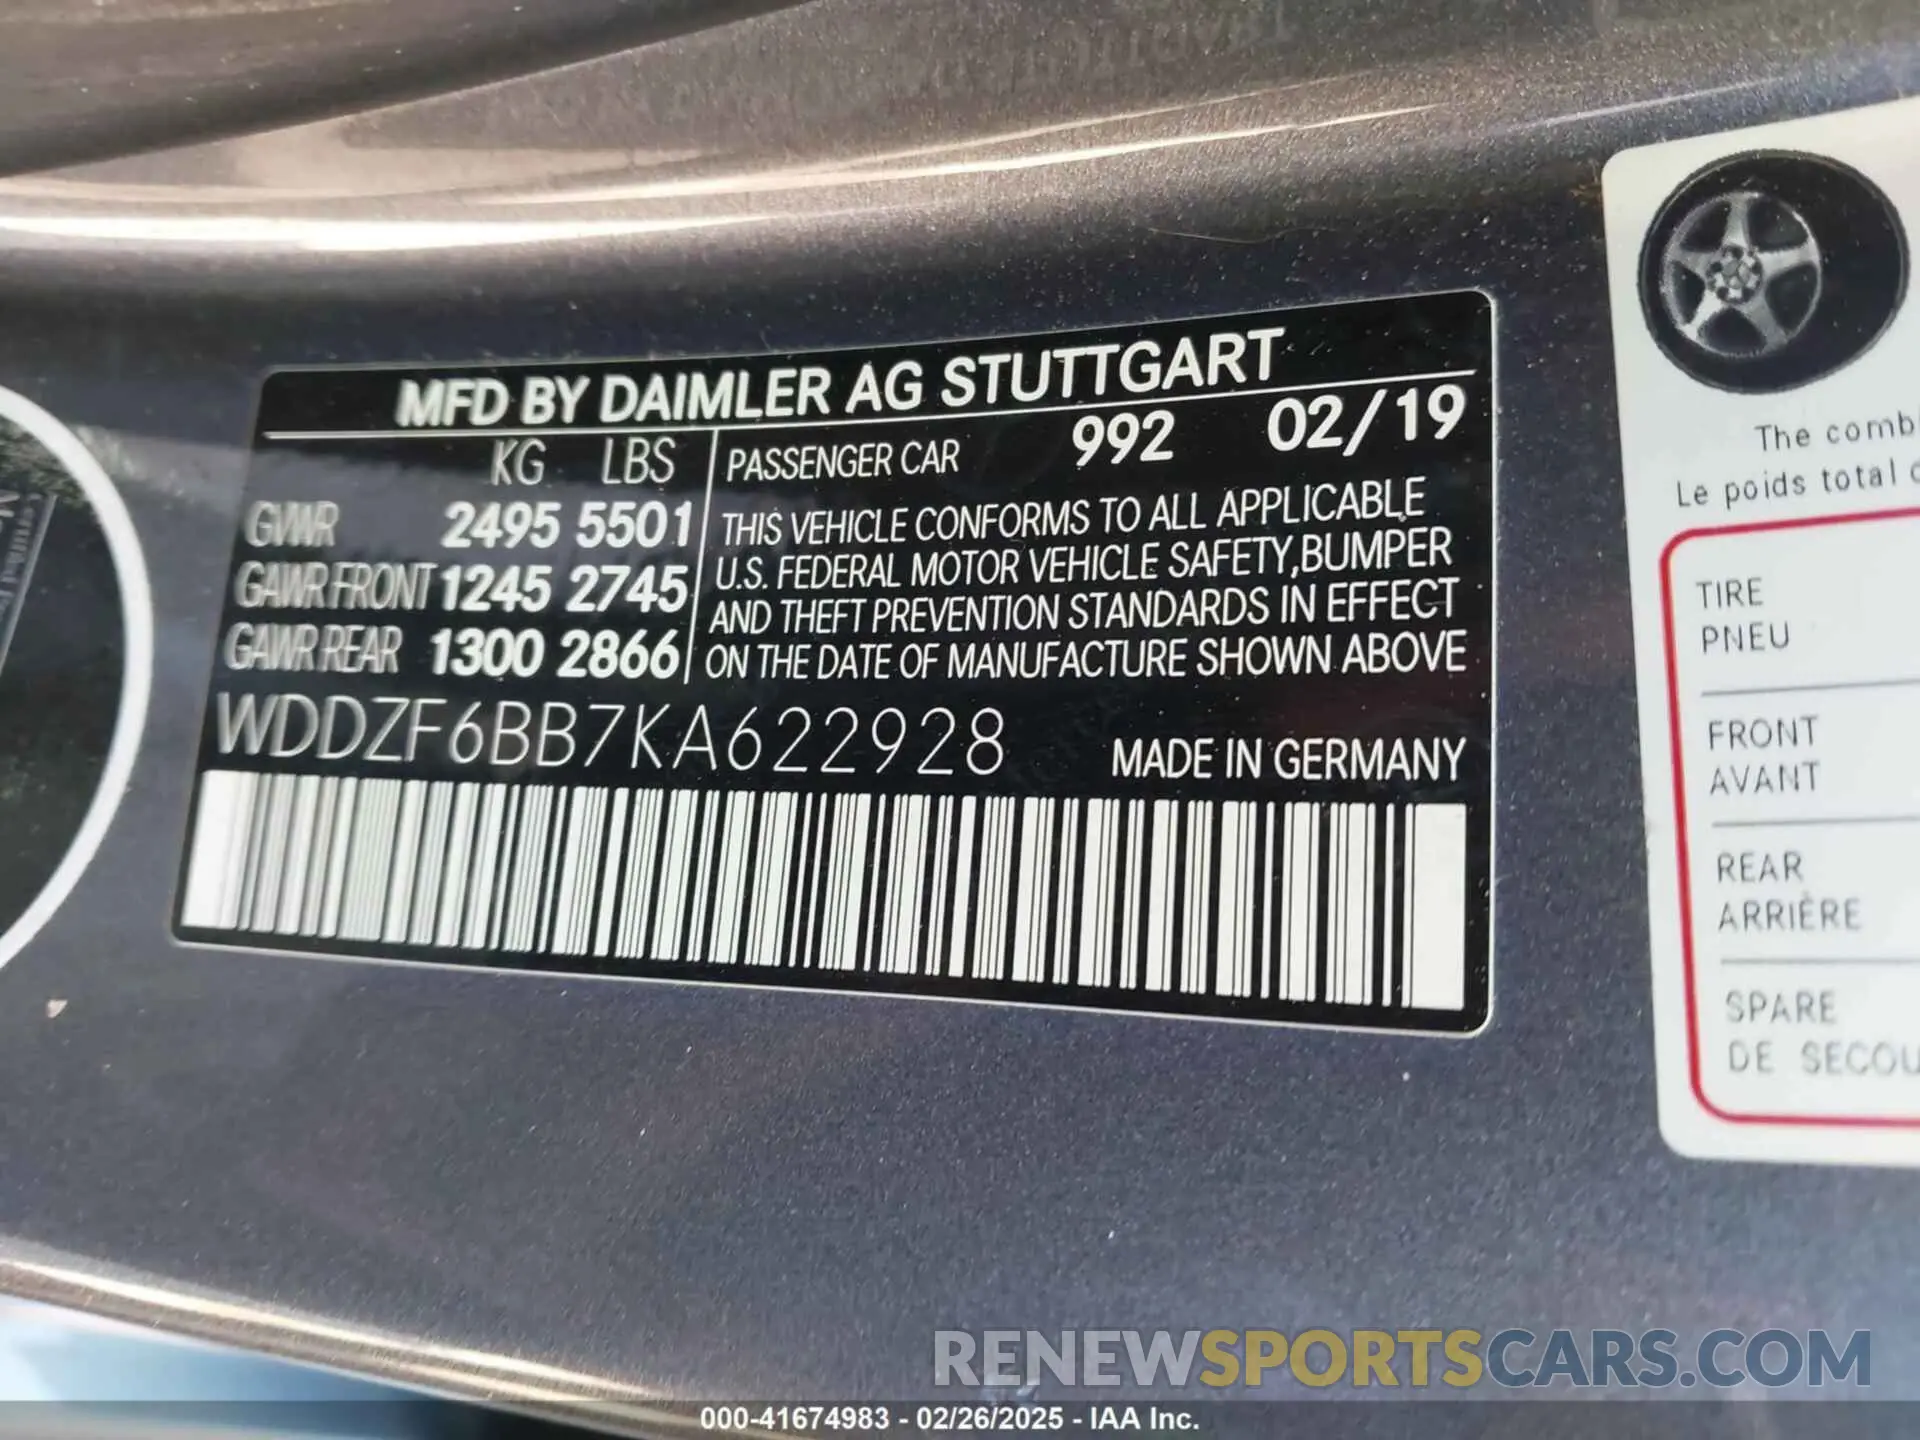 MFD BY DAIMLER AG STUTTGART
KG LBS PASSENGER CAR 992 02/19
GVWR 2495 5501
GAWR FRONT 1245 2745
GAWR REAR 1300 2866
THIS VEHICLE CONFORMS TO ALL APPLICABLE
U.S. FEDERAL MOTOR VEHICLE SAFETY, BUMPER
AND THEFT PREVENTION STANDARDS IN EFFECT
ON THE DATE OF MANUFACTURE SHOWN ABOVE
WDDZF6BB7KA622928 MADE IN GERMANY
The comb
Le poids total
TIRE
PNEU
FRONT
AVANT
REAR
ARRIÈRE
SPARE
DE SECOU
RENEWSPORTSCARS.COM
000-41674983 - 02/26/2025 - IAA Inc.